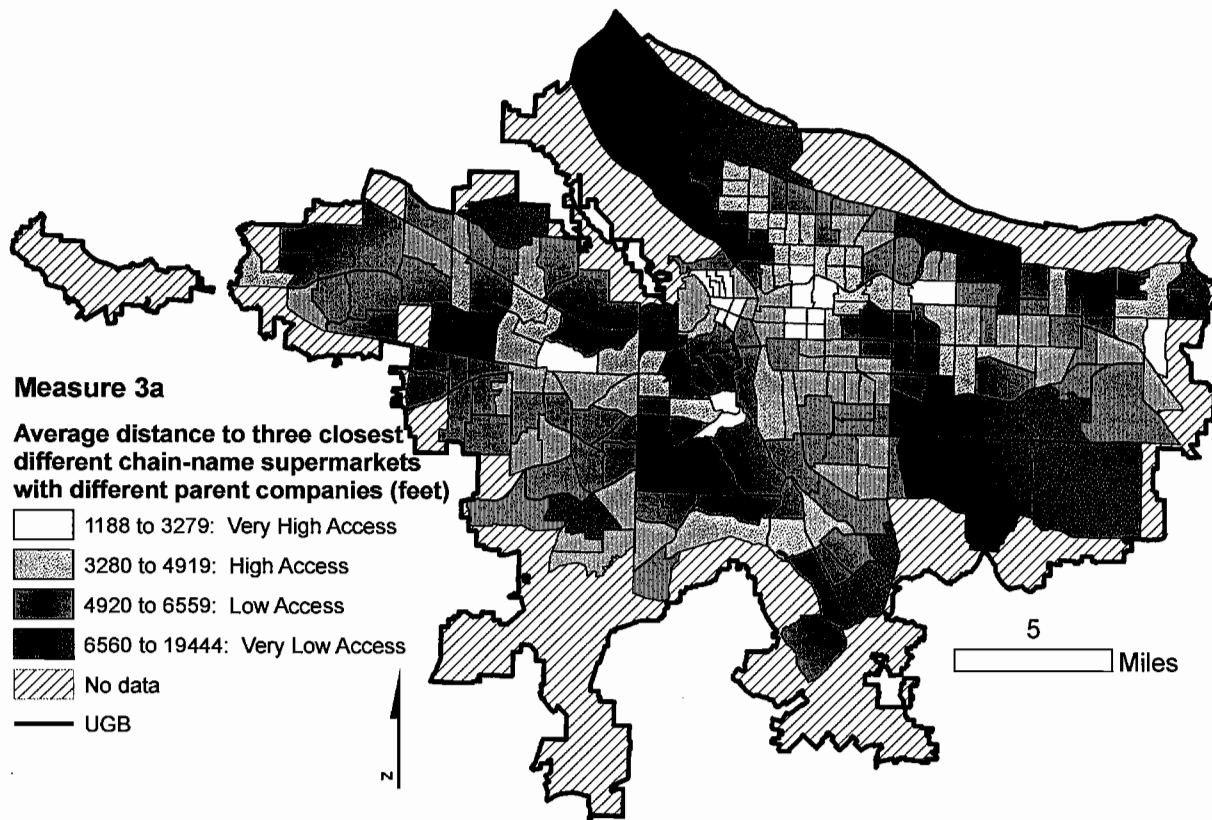 Measure 3a
Average distance to three closest
different chain-name supermarkets
with different parent companies (feet)
1188 to 3279: Very High Access
3280 to 4919: High Access
4920 to 6559: Low Access
6560 to 19444: Very Low Access
No data
UGB
N
5
Miles